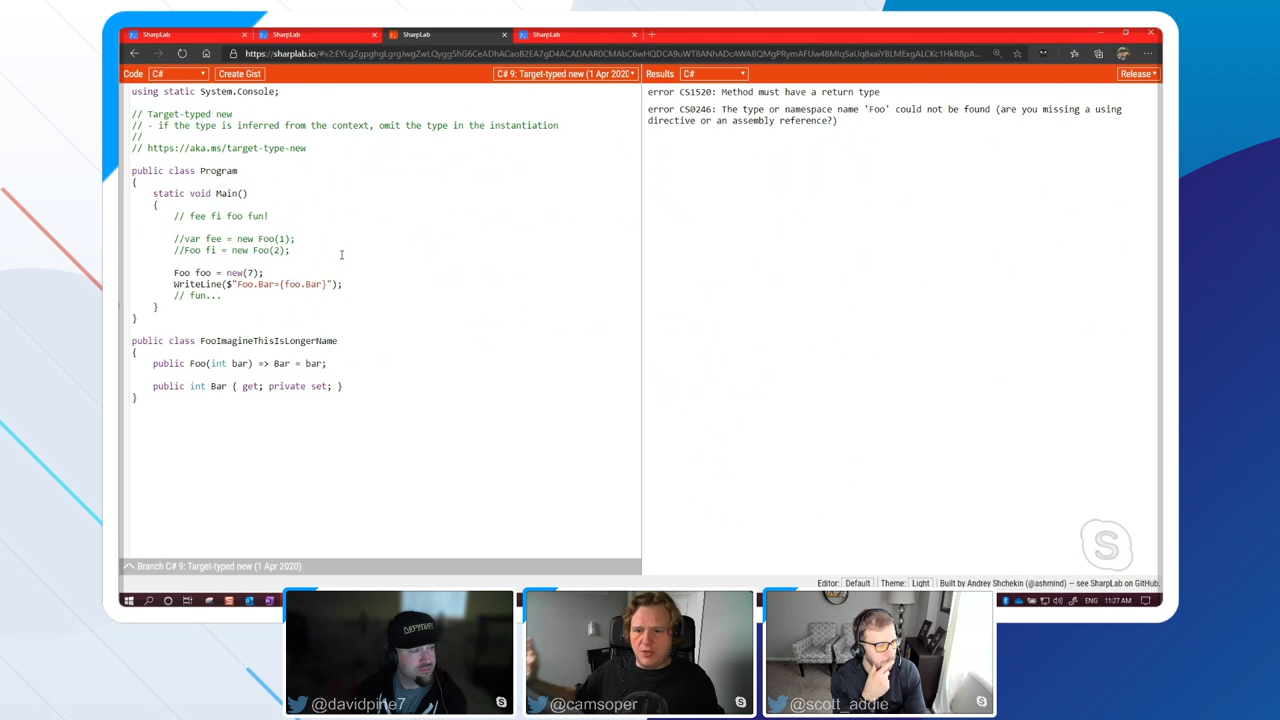 SharpLab × SharpLab × SharpLab × SharpLab × +
Code C# Create Gist C# 9: Target-typed new (1 Apr 2020 Results C# Release
using static System.Console;
error CS1520: Method must have a return type
error CS0246: The type or namespace name 'Foo' could not be found (are you missing a using
directive or an assembly reference?)
// Target-typed new
// - if the type is inferred from the context, omit the type in the instantiation
//
// https://aka.ms/target-type-new
public class Program
{
static void Main()
{
// fee fi foo fun!
//var fee = new Foo(1);
//Foo fi = new Foo(2);
Foo foo = new(7);
WriteLine($"Foo.Bar={foo.Bar}");
// fun...
}
}
public class FooImagineThisIsLongerName
{
public Foo(int bar) => Bar = bar;
public int Bar { get; private set; }
}
Branch C# 9: Target-typed new (1 Apr 2020)
Editor: Default Theme: Light Built by Andrey Shchekin (@ashmind) — see SharpLab on GitHub.
ENG 11:27 AM
@davidpine7
@camsoper
@scott_addie